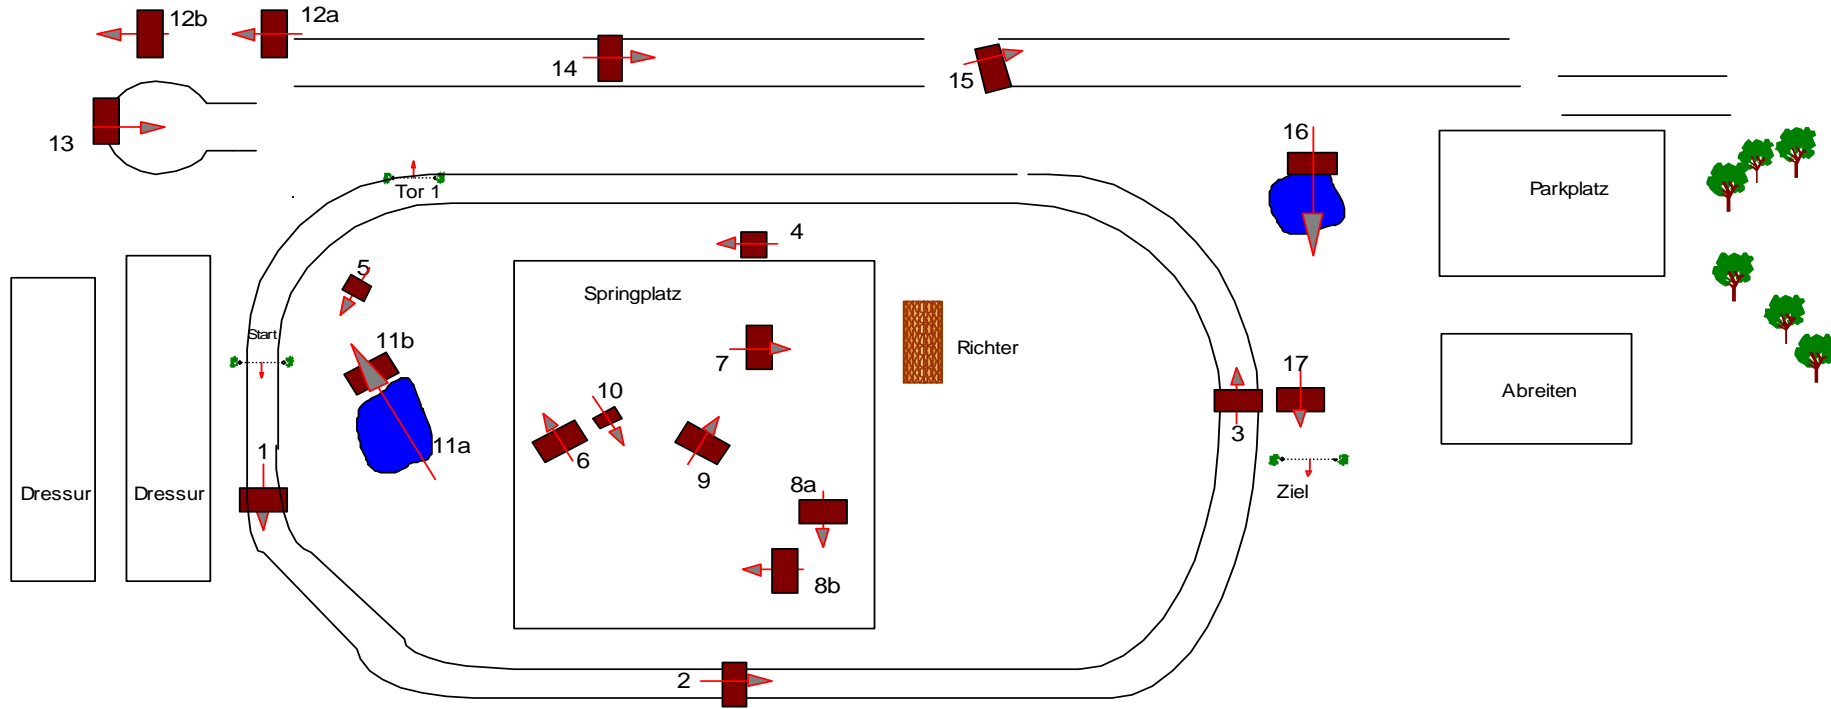 12b
12a
14
15
13
16
Tor 1
Parkplatz
4
5
Springplatz
Start
11b
7
Richter
17
10
Abreiten
1
11a
6
9
3
Dressur
Dressur
8a
Ziel
8b
2